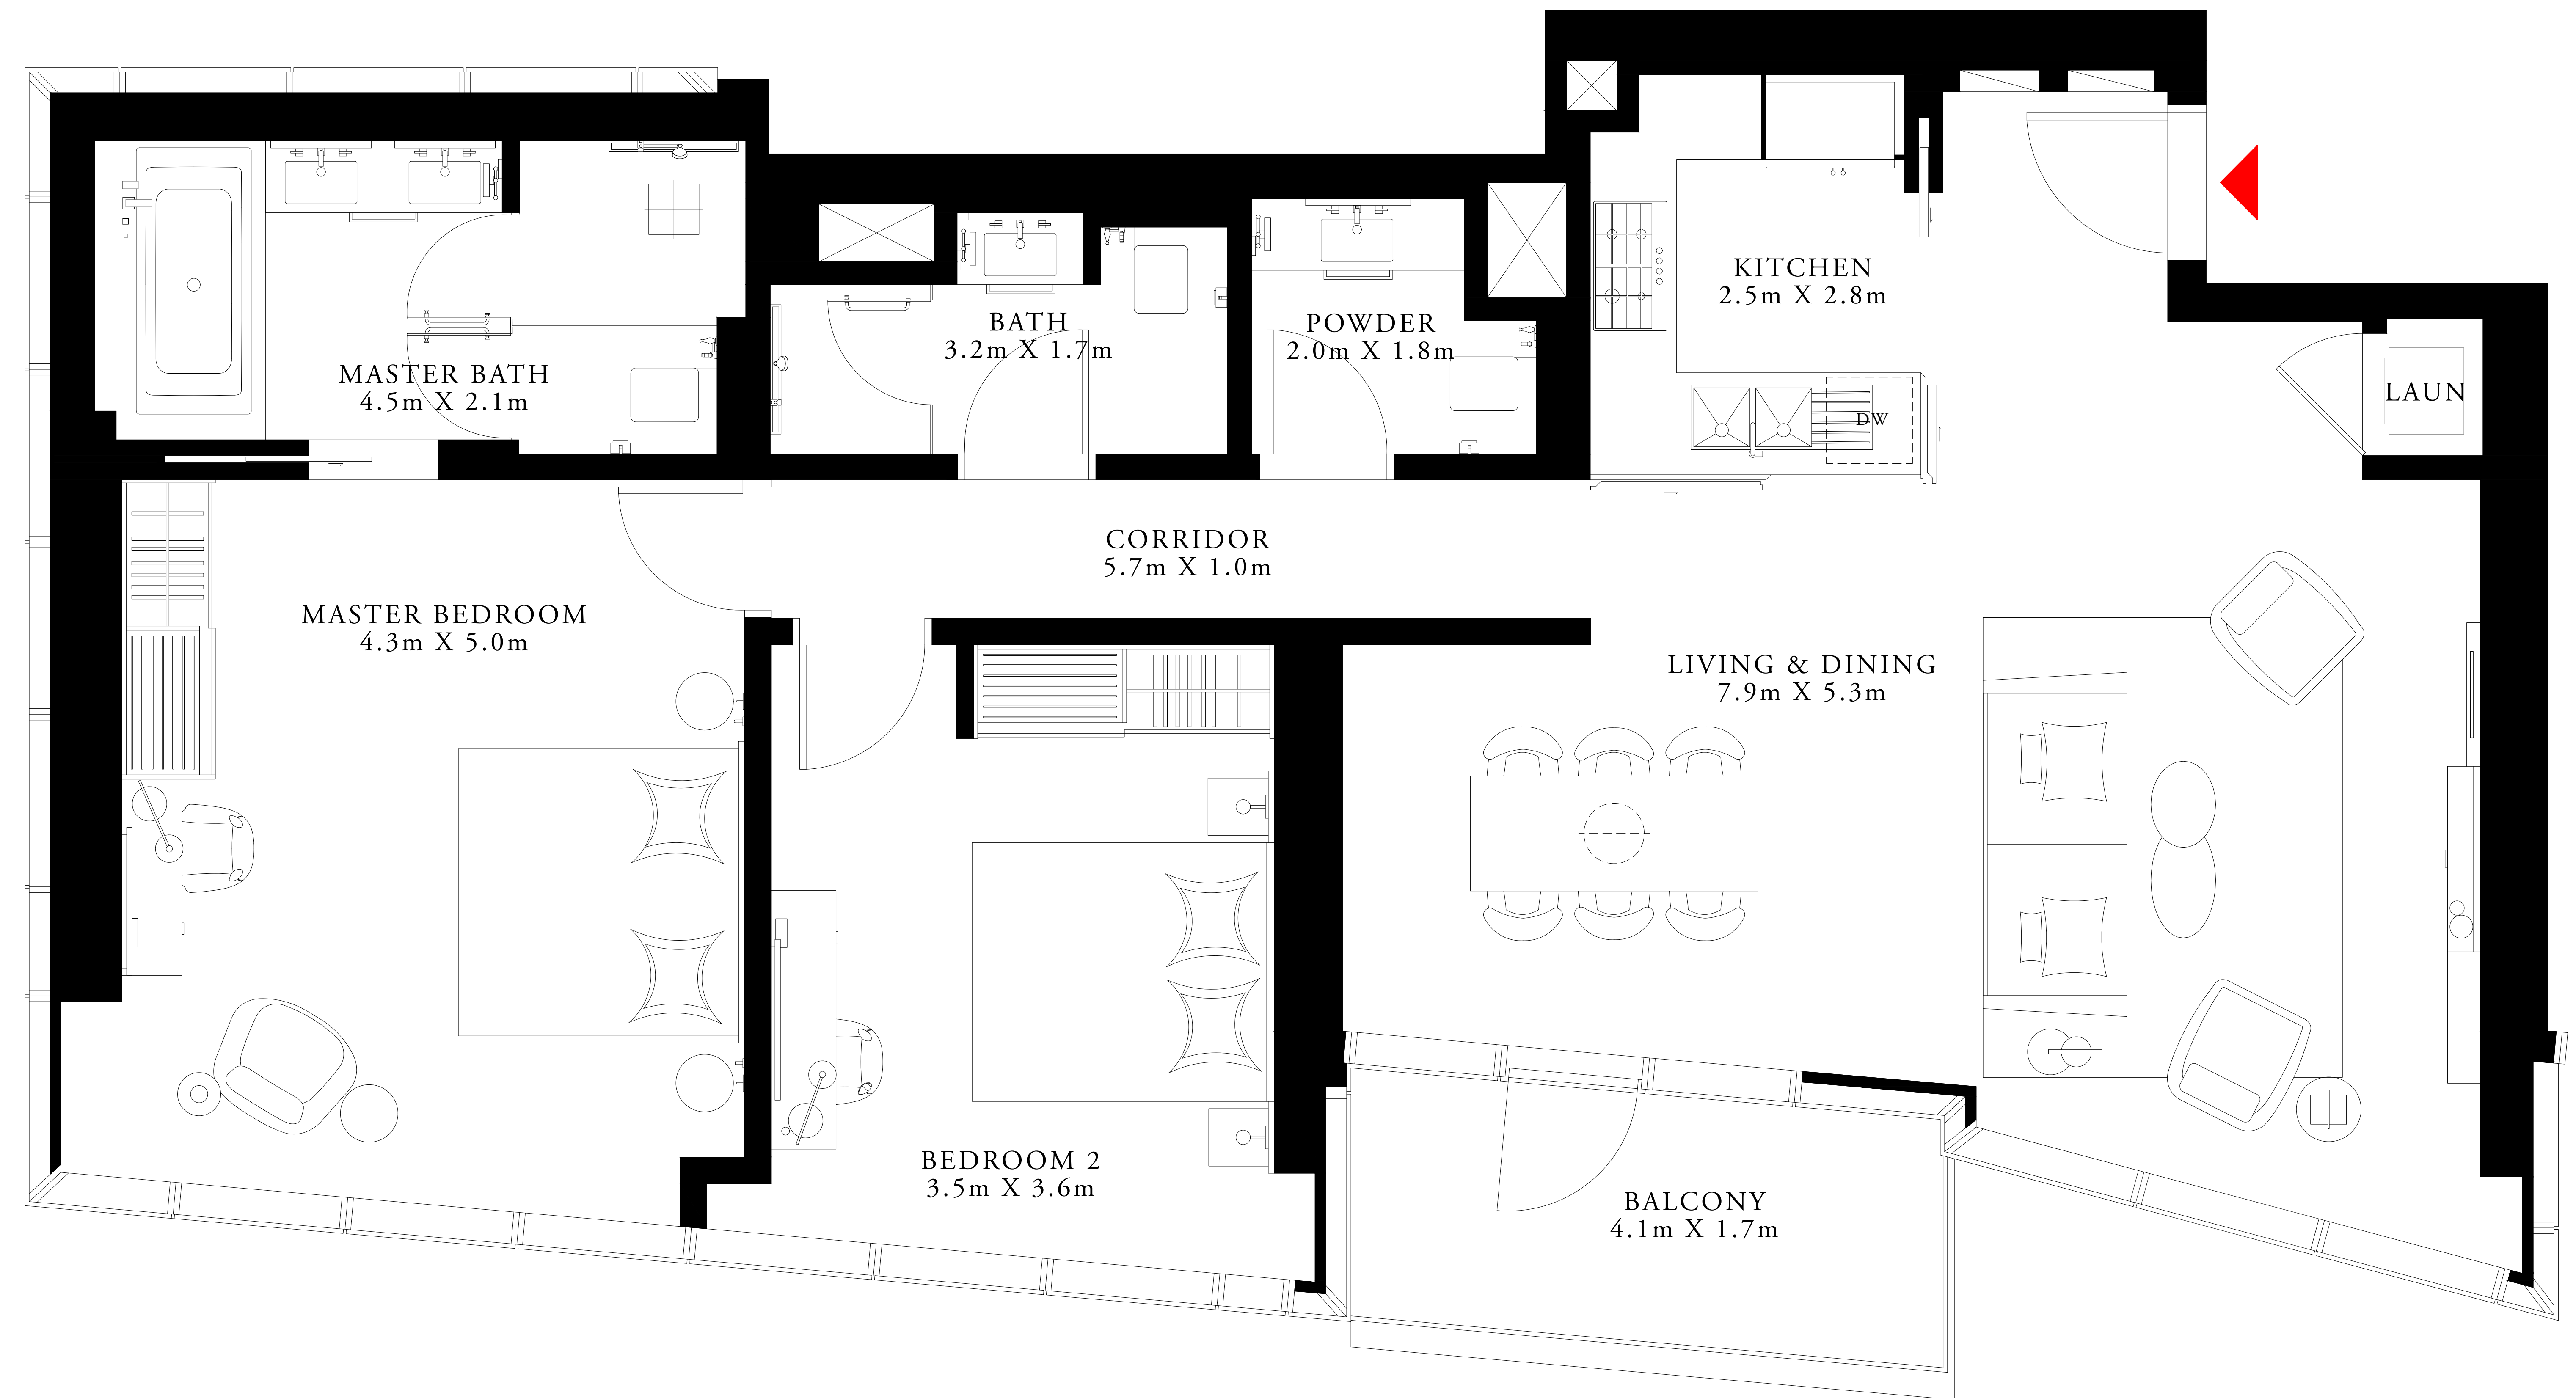 KITCHEN
2.5m X 2.8m
BATH
3.2m X 1.7m
POWDER
2.0m X 1.8m
MASTER BATH
4.5m X 2.1m
LAUN
DW
CORRIDOR
5.7m X 1.0m
MASTER BEDROOM
4.3m X 5.0m
LIVING & DINING
7.9m X 5.3m
BEDROOM 2
3.5m X 3.6m
BALCONY
4.1m X 1.7m